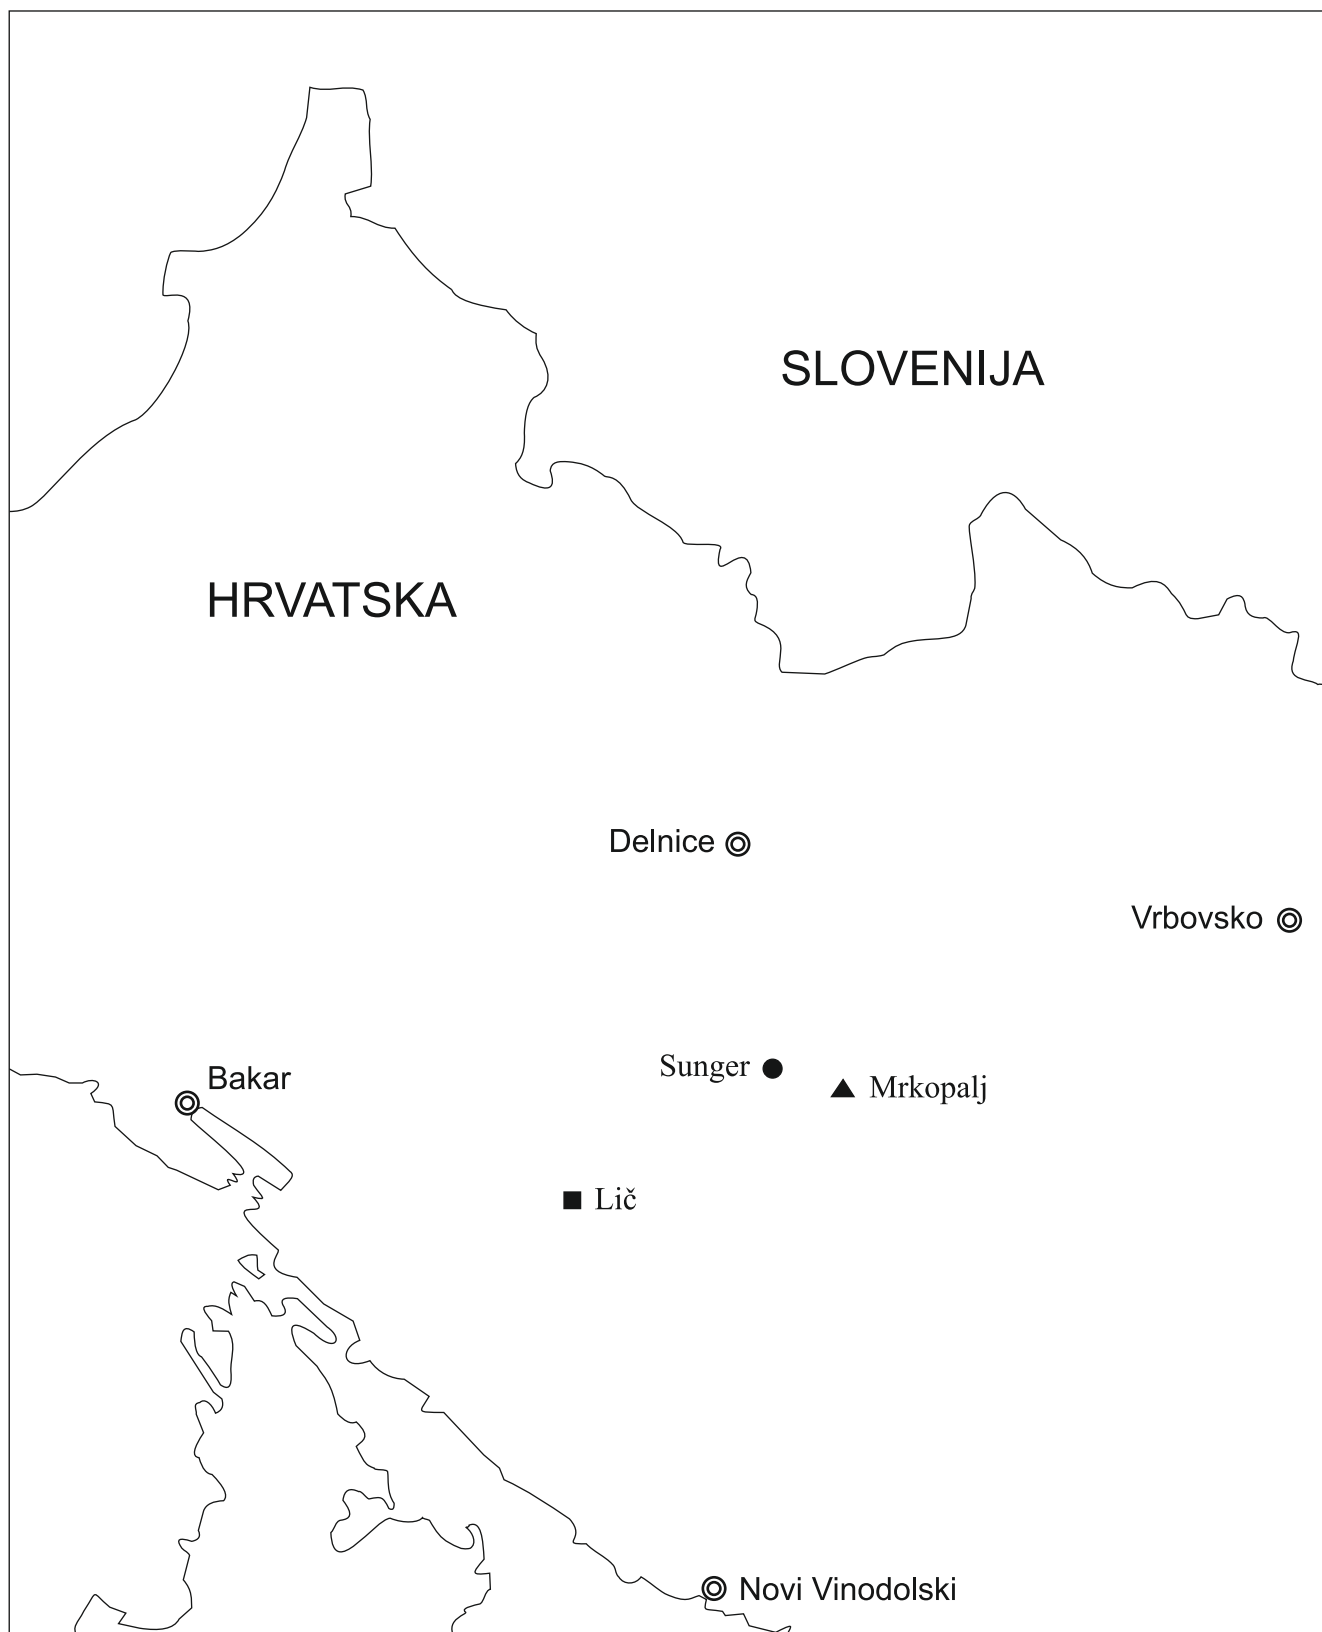 SLOVENIJA
HRVATSKA
Delnice
Vrbovsko
Sunger
Bakar
Mrkopalj
Lič
Novi Vinodolski